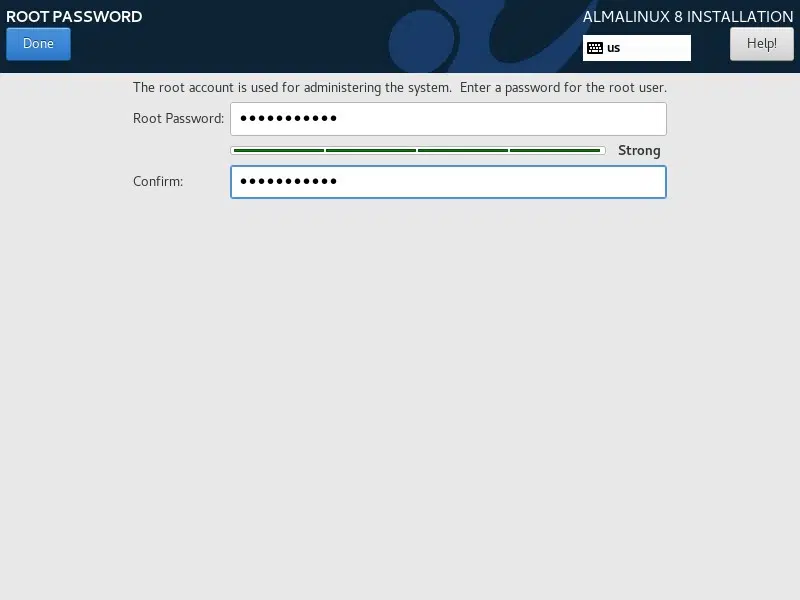 ROOT PASSWORD
ALMALINUX 8 INSTALLATION
Done
us
Help!
The root account is used for administering the system.  Enter a password for the root user.
Root Password: •••••••••••
Strong
Confirm: •••••••••••